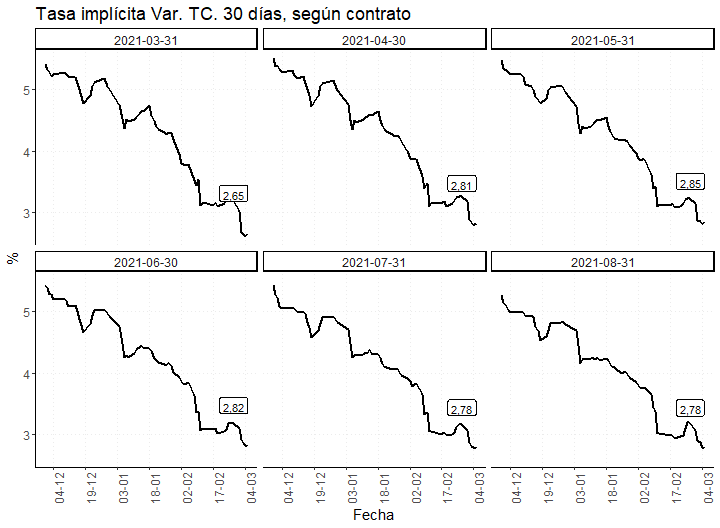 Tasa implícita Var. TC. 30 días, según contrato
2021-03-31 2021-04-30 2021-05-31
5
4
3
2,65 2,81 2,85
%
2021-06-30 2021-07-31 2021-08-31
5
4
3
2,82 2,78 2,78
04-12 19-12 03-01 18-01 02-02 17-02 04-03 04-12 19-12 03-01 18-01 02-02 17-02 04-03 04-12 19-12 03-01 18-01 02-02 17-02 04-03
Fecha